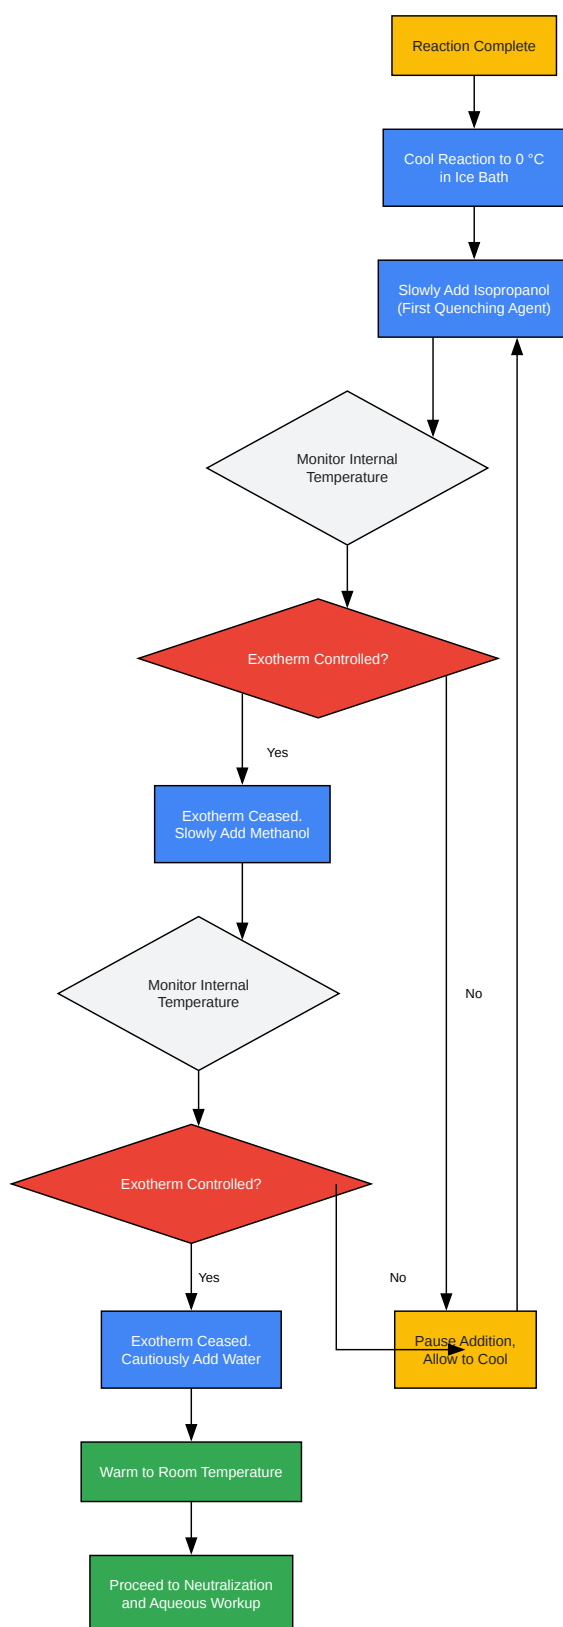 Reaction Complete
Cool Reaction to 0 °C
in Ice Bath
Slowly Add Isopropanol
(First Quenching Agent)
Monitor Internal
Temperature
Exotherm Controlled?
Yes
Exotherm Ceased.
Slowly Add Methanol
Monitor Internal
Temperature
No
Exotherm Controlled?
Yes
No
Exotherm Ceased.
Cautiously Add Water
Pause Addition,
Allow to Cool
Warm to Room Temperature
Proceed to Neutralization
and Aqueous Workup